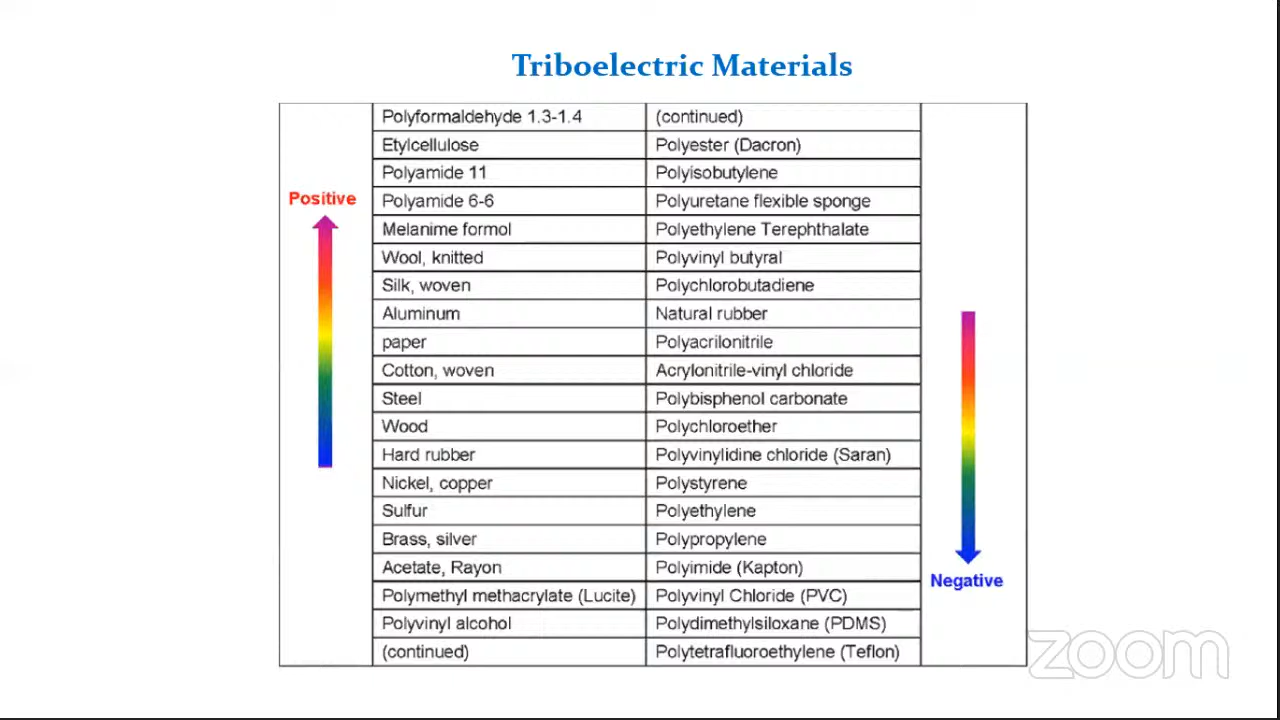 Triboelectric Materials
Positive
Polyformaldehyde 1.3-1.4
Etylcellulose
Polyamide 11
Polyamide 6-6
Melanime formol
Wool, knitted
Silk, woven
Aluminum
paper
Cotton, woven
Steel
Wood
Hard rubber
Nickel, copper
Sulfur
Brass, silver
Acetate, Rayon
Polymethyl methacrylate (Lucite)
Polyvinyl alcohol
(continued)
(continued)
Polyester (Dacron)
Polyisobutylene
Polyuretane flexible sponge
Polyethylene Terephthalate
Polyvinyl butyral
Polychlorobutadiene
Natural rubber
Polyacrilonitrile
Acrylonitrile-vinyl chloride
Polybisphenol carbonate
Polychloroether
Polyvinylidine chloride (Saran)
Polystyrene
Polyethylene
Polypropylene
Polyimide (Kapton)
Polyvinyl Chloride (PVC)
Polydimethylsiloxane (PDMS)
Polytetrafluoroethylene (Teflon)
Negative
zoom